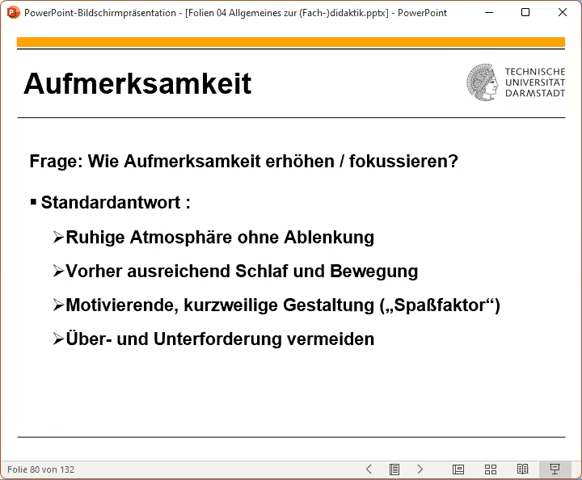 PowerPoint-Bildschirmpräsentation - [Folien 04 Allgemeines zur (Fach-)didaktik.pptx] - PowerPoint
Aufmerksamkeit
TECHNISCHE
UNIVERSITÄT
DARMSTADT
Frage: Wie Aufmerksamkeit erhöhen / fokussieren?
▪ Standardantwort :
➢Ruhige Atmosphäre ohne Ablenkung
➢Vorher ausreichend Schlaf und Bewegung
➢Motivierende, kurzweilige Gestaltung („Spaßfaktor“)
➢Über- und Unterforderung vermeiden
Folie 80 von 132